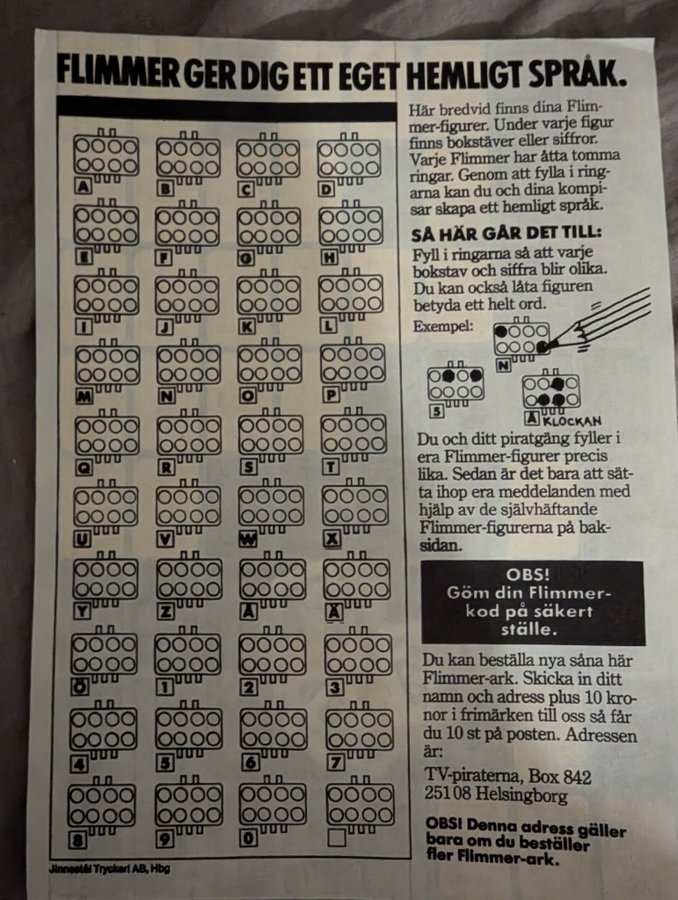 FLIMMER GER DIG ETT EGET HEMLIGT SPRÅK.
A B C D
E F G H
I J K L
M N O P
Q R S T
U V W X
Y Z Å Ä
Ö 1 2 3
4 5 6 7
8 9 0
Jinnestål Tryckeri AB, Hbg
Här bredvid finns dina Flim-
mer-figurer. Under varje figur
finns bokstäver eller siffror.
Varje Flimmer har åtta tomma
ringar. Genom att fylla i ring-
arna kan du och dina kompi-
sar skapa ett hemligt språk.
SÅ HÄR GÅR DET TILL:
Fyll i ringarna så att varje
bokstav och siffra blir olika.
Du kan också låta figuren
betyda ett helt ord.
Exempel:
N
5
A KLOCKAN
Du och ditt piratgäng fyller i
era Flimmer-figurer precis
lika. Sedan är det bara att sät-
ta ihop era meddelanden med
hjälp av de självhäftande
Flimmer-figurerna på bak-
sidan.
OBS!
Göm din Flimmer-
kod på säkert
ställe.
Du kan beställa nya såna här
Flimmer-ark. Skicka in ditt
namn och adress plus 10 kro-
nor i frimärken till oss så får
du 10 st på posten. Adressen
är:
TV-piraterna, Box 842
251 08 Helsingborg
OBS! Denna adress gäller
bara om du beställer
fler Flimmer-ark.